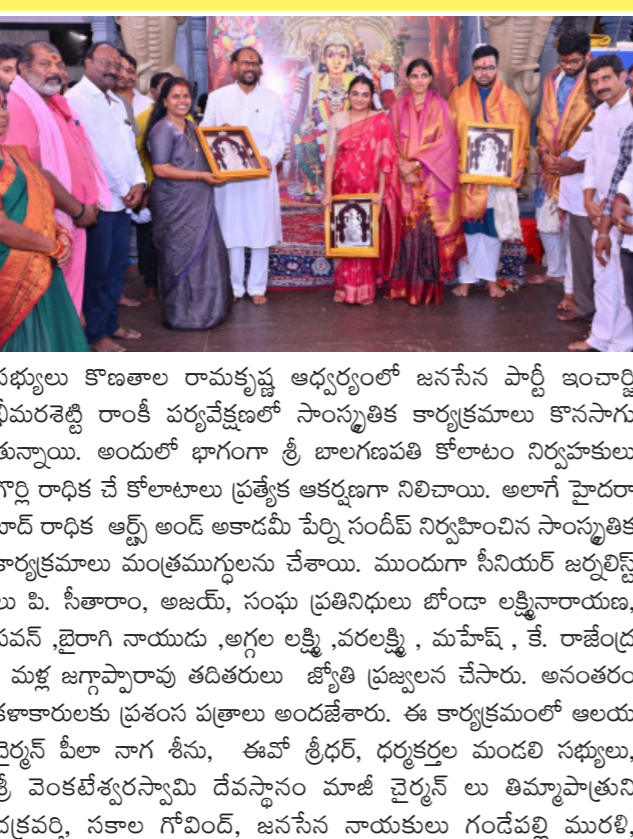 సభ్యులు కొణతాల రామకృష్ణ ఆధ్వర్యంలో జనసేన పార్టీ ఇంచార్జి
భీమరశెట్టి రాంకీ పర్యవేక్షణలో సాంస్కృతిక కార్యక్రమాలు కొనసాగు
తున్నాయి. అందులో భాగంగా శ్రీ బాలగణపతి కోలాటం నిర్వహకులు
గొర్లి రాధిక చే కోలాటాలు ప్రత్యేక ఆకర్షణగా నిలిచాయి. అలాగే హైదరా
బాద్ రాధిక ఆర్ట్స్ అండ్ అకాడమీ పేర్ని సందీప్ నిర్వహించిన సాంస్కృతిక
కార్యక్రమాలు మంత్రముగ్ధులను చేశాయి. ముందుగా సీనియర్ జర్నలిస్ట్
లు పి. సీతారాం, అజయ్, సంఘ ప్రతినిధులు బోండా లక్ష్మినారాయణ,
పవన్ ,బైరాగి నాయుడు ,అగ్గల లక్ష్మి ,వరలక్ష్మి , మహేష్ , కే. రాజేంద్ర
మళ్ల జగ్గాప్పారావు తదితరులు జ్యోతి ప్రజ్వలన చేసారు. అనంతరం
కళాకారులకు ప్రశంస పత్రాలు అందజేశారు. ఈ కార్యక్రమంలో ఆలయ
చైర్మన్ పీలా నాగ శీను, ఈవో శ్రీధర్, ధర్మకర్తల మండలి సభ్యులు,
శ్రీ వెంకటేశ్వరస్వామి దేవస్థానం మాజీ చైర్మన్ లు తిమ్మాపాత్రుని
చక్రవర్తి, సకాల గోవింద్, జనసేన నాయకులు గండేపల్లి మురళి,